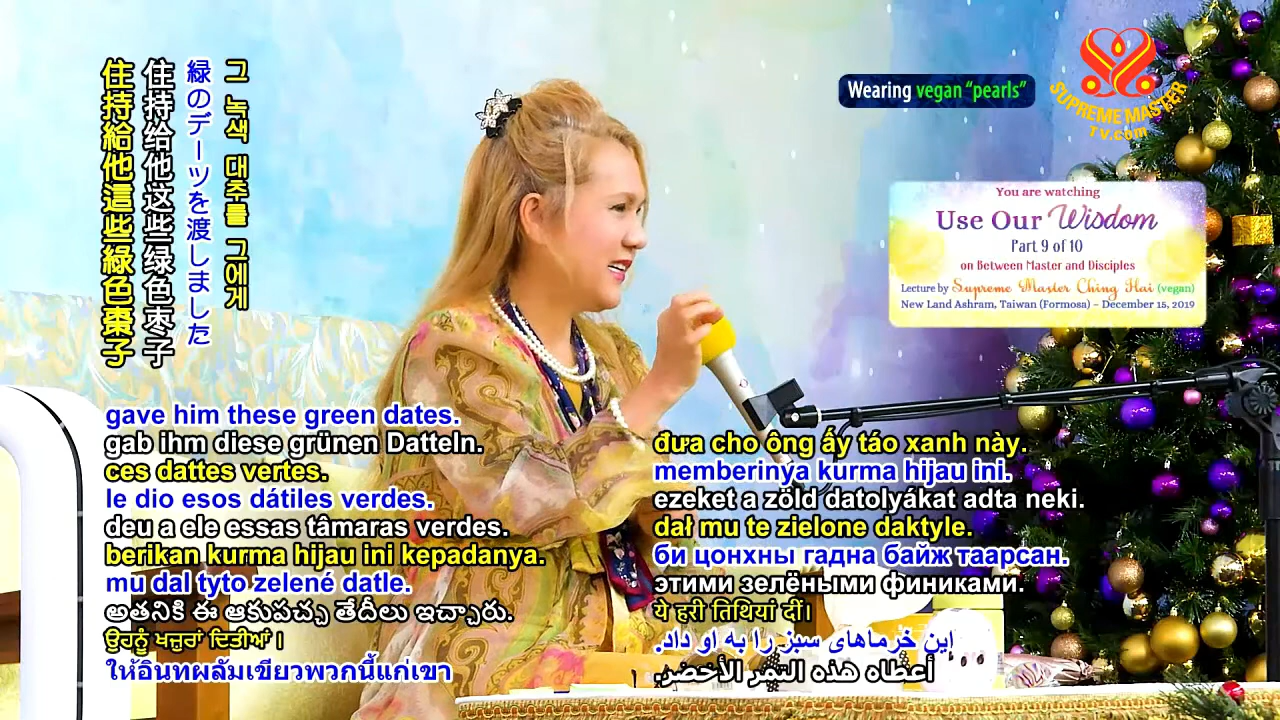 住持給他這些綠色棗子
住持给他这些绿色枣子
緑のデーツを渡しました
그 녹색 대추를 그에게
Wearing vegan “pearls”
SUPREME MASTER
TV.com
You are watching
Use Our Wisdom
Part 9 of 10
on Between Master and Disciples
Lecture by Supreme Master Ching Hai (vegan)
New Land Ashram, Taiwan (Formosa) – December 15, 2019
gave him these green dates.
gab ihm diese grünen Datteln.
ces dattes vertes.
le dio esos dátiles verdes.
deu a ele essas tâmaras verdes.
berikan kurma hijau ini kepadanya.
mu dal tyto zelené datle.
అతనికి ఈ ఆకుపచ్చ తేదీలు ఇచ్చారు.
ਉਹਨੂੰ ਖਜ਼ੂਰਾਂ ਦਿਤੀਆਂ।
ให้อินทผลัมเขียวพวกนี้แก่เขา
đưa cho ông ấy táo xanh này.
memberinya kurma hijau ini.
ezeket a zöld datolyákat adta neki.
dał mu te zielone daktyle.
би цонхны гадна байж таарсан.
этими зелёными финиками.
ये हरी तिथियां दीं।
این خرماهای سبز را به او داد.
أعطاه هذه التمر الأخضر.